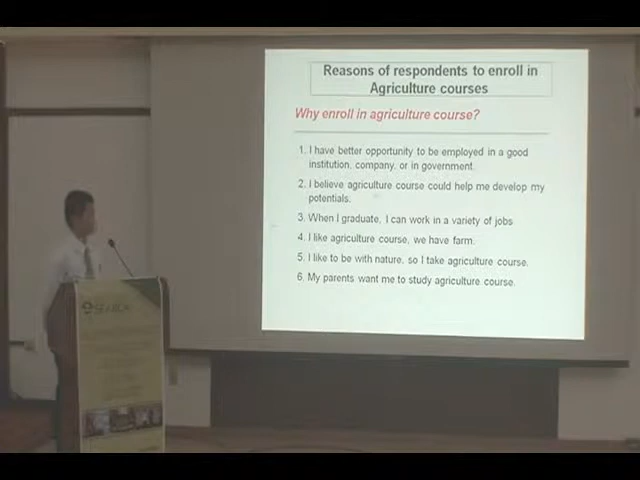 Reasons of respondents to enroll in
Agriculture courses
Why enroll in agriculture course?
1. I have better opportunity to be employed in a good
institution, company, or in government.
2. I believe agriculture course could help me develop my
potentials.
3. When I graduate, I can work in a variety of jobs
4. I like agriculture course, we have farm.
5. I like to be with nature, so I take agriculture course.
6. My parents want me to study agriculture course.